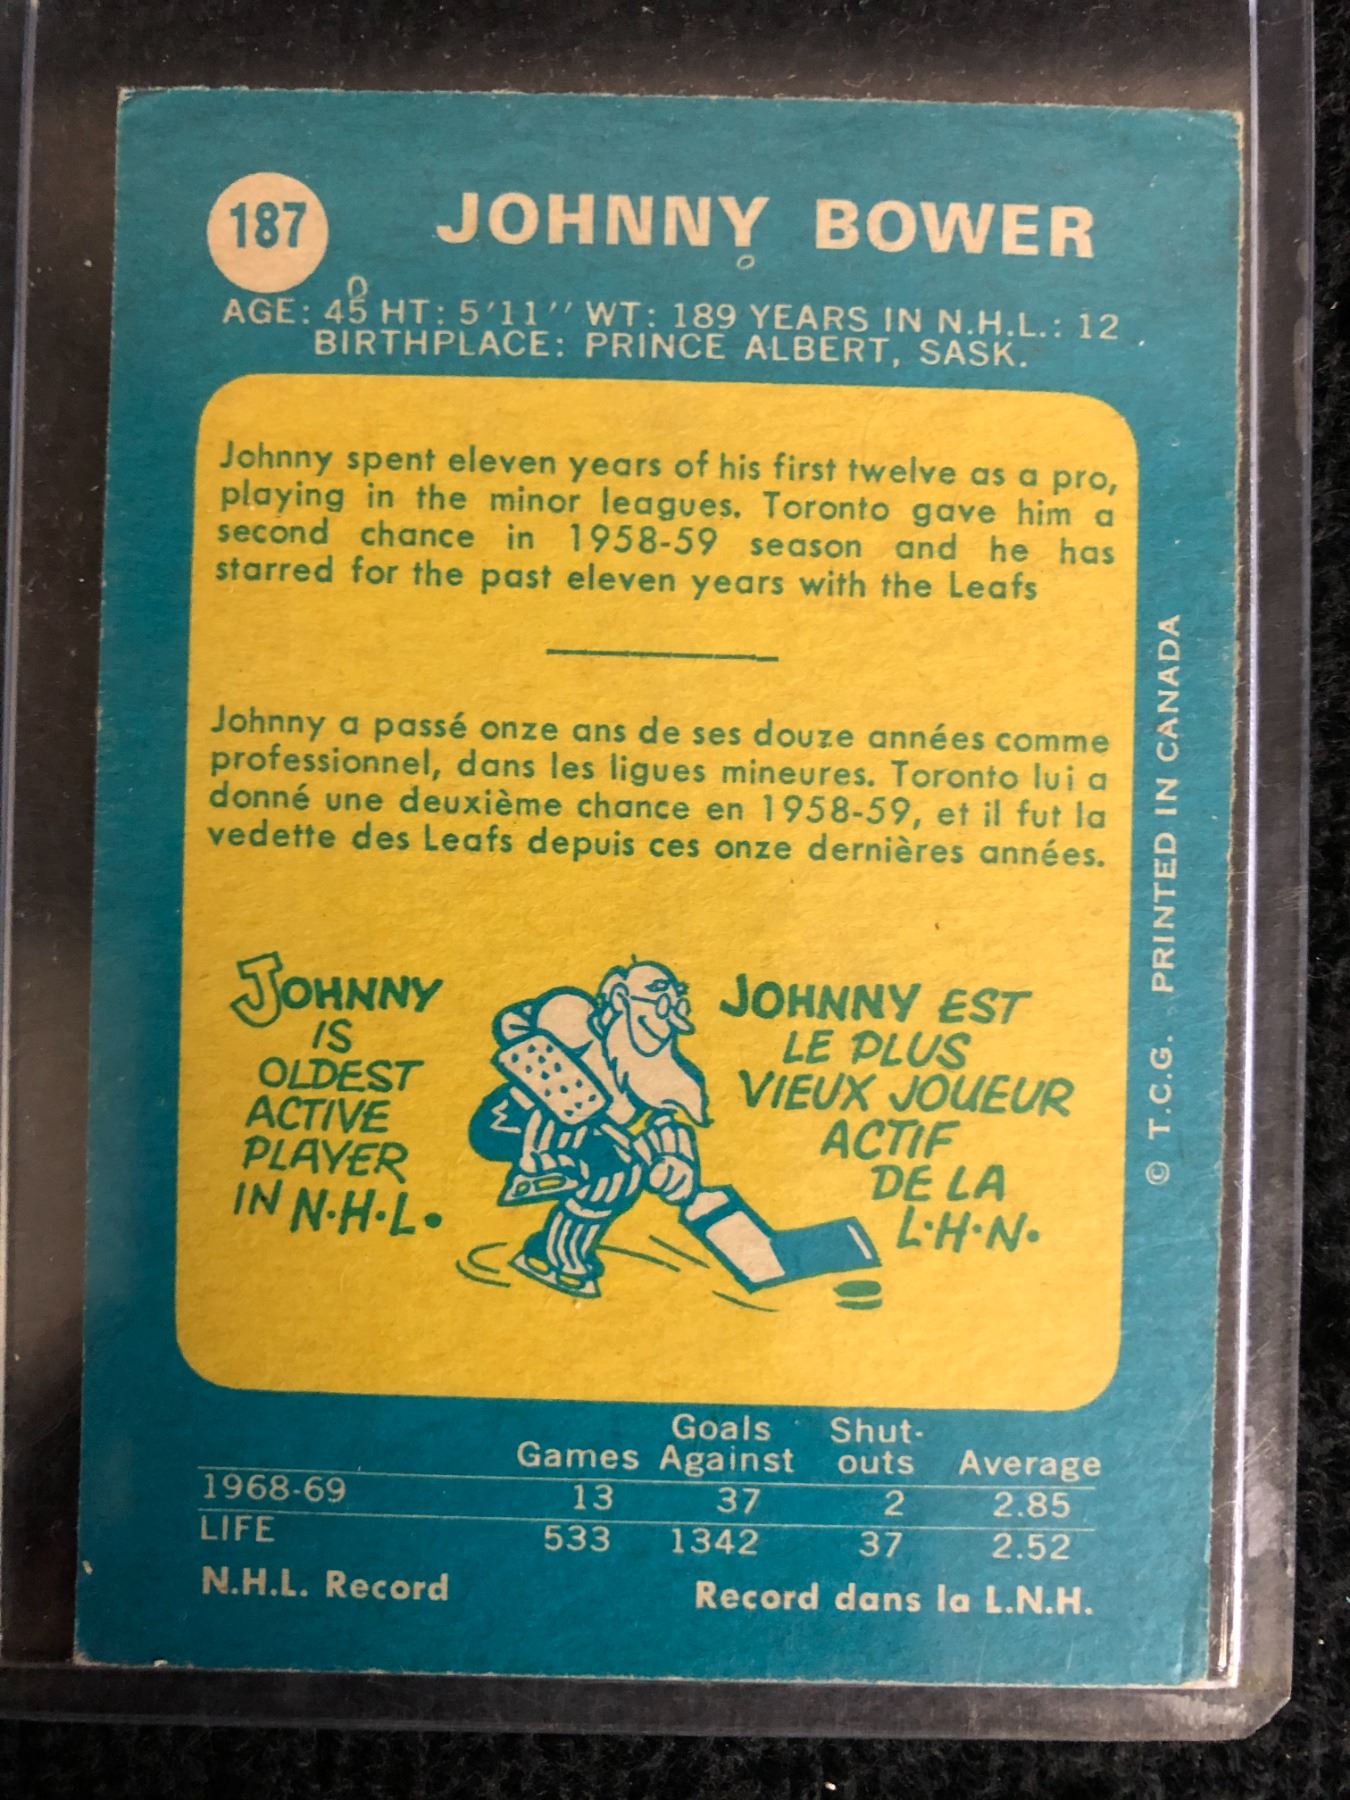 187
JOHNNY BOWER
AGE: 45 HT: 5'11'' WT: 189 YEARS IN N.H.L.: 12
BIRTHPLACE: PRINCE ALBERT, SASK.
Johnny spent eleven years of his first twelve as a pro,
playing in the minor leagues. Toronto gave him a
second chance in 1958-59 season and he has
starred for the past eleven years with the Leafs
Johnny a passé onze ans de ses douze années comme
professionnel, dans les ligues mineures. Toronto lui a
donné une deuxième chance en 1958-59, et il fut la
vedette des Leafs depuis ces onze dernières années.
JOHNNY
IS
OLDEST
ACTIVE
PLAYER
IN N.H.L.
JOHNNY EST
LE PLUS
VIEUX JOUEUR
ACTIF
DE LA
L.H.N.
© T.C.G. PRINTED IN CANADA
Games Goals Against Shut-outs Average
1968-69 13 37 2 2.85
LIFE 533 1342 37 2.52
N.H.L. Record Record dans la L.N.H.